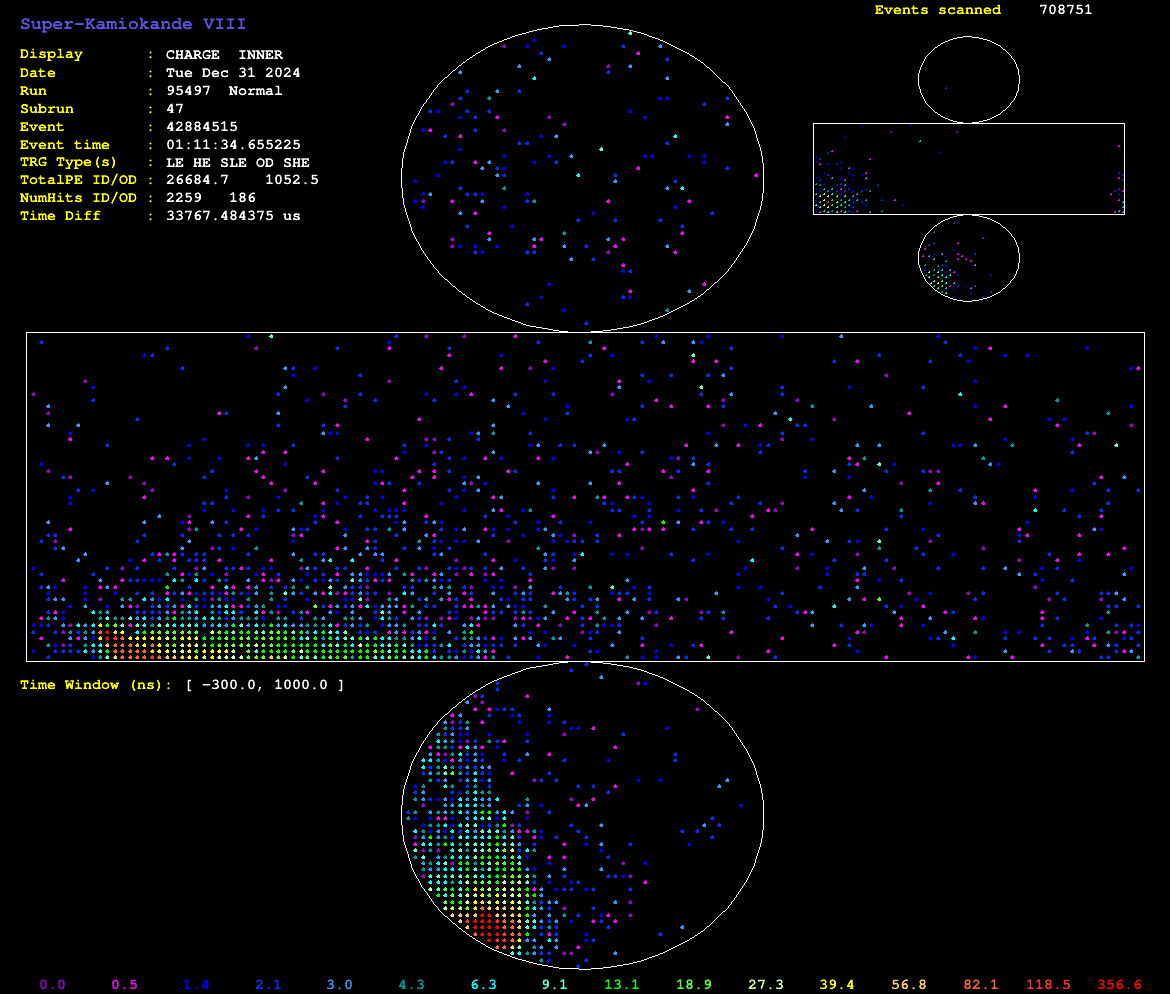 Super-Kamiokande VIII
Events scanned 708751
Display : CHARGE INNER
Date : Tue Dec 31 2024
Run : 95497 Normal
Subrun : 47
Event : 42884515
Event time : 01:11:34.655225
TRG Type(s) : LE HE SLE OD SHE
TotalPE ID/OD : 26684.7 1052.5
NumHits ID/OD : 2259 186
Time Diff : 33767.484375 us
Time Window (ns): [ −300.0, 1000.0 ]
0.0 0.5 1.4 2.1 3.0 4.3 6.3 9.1 13.1 18.9 27.3 39.4 56.8 82.1 118.5 356.6